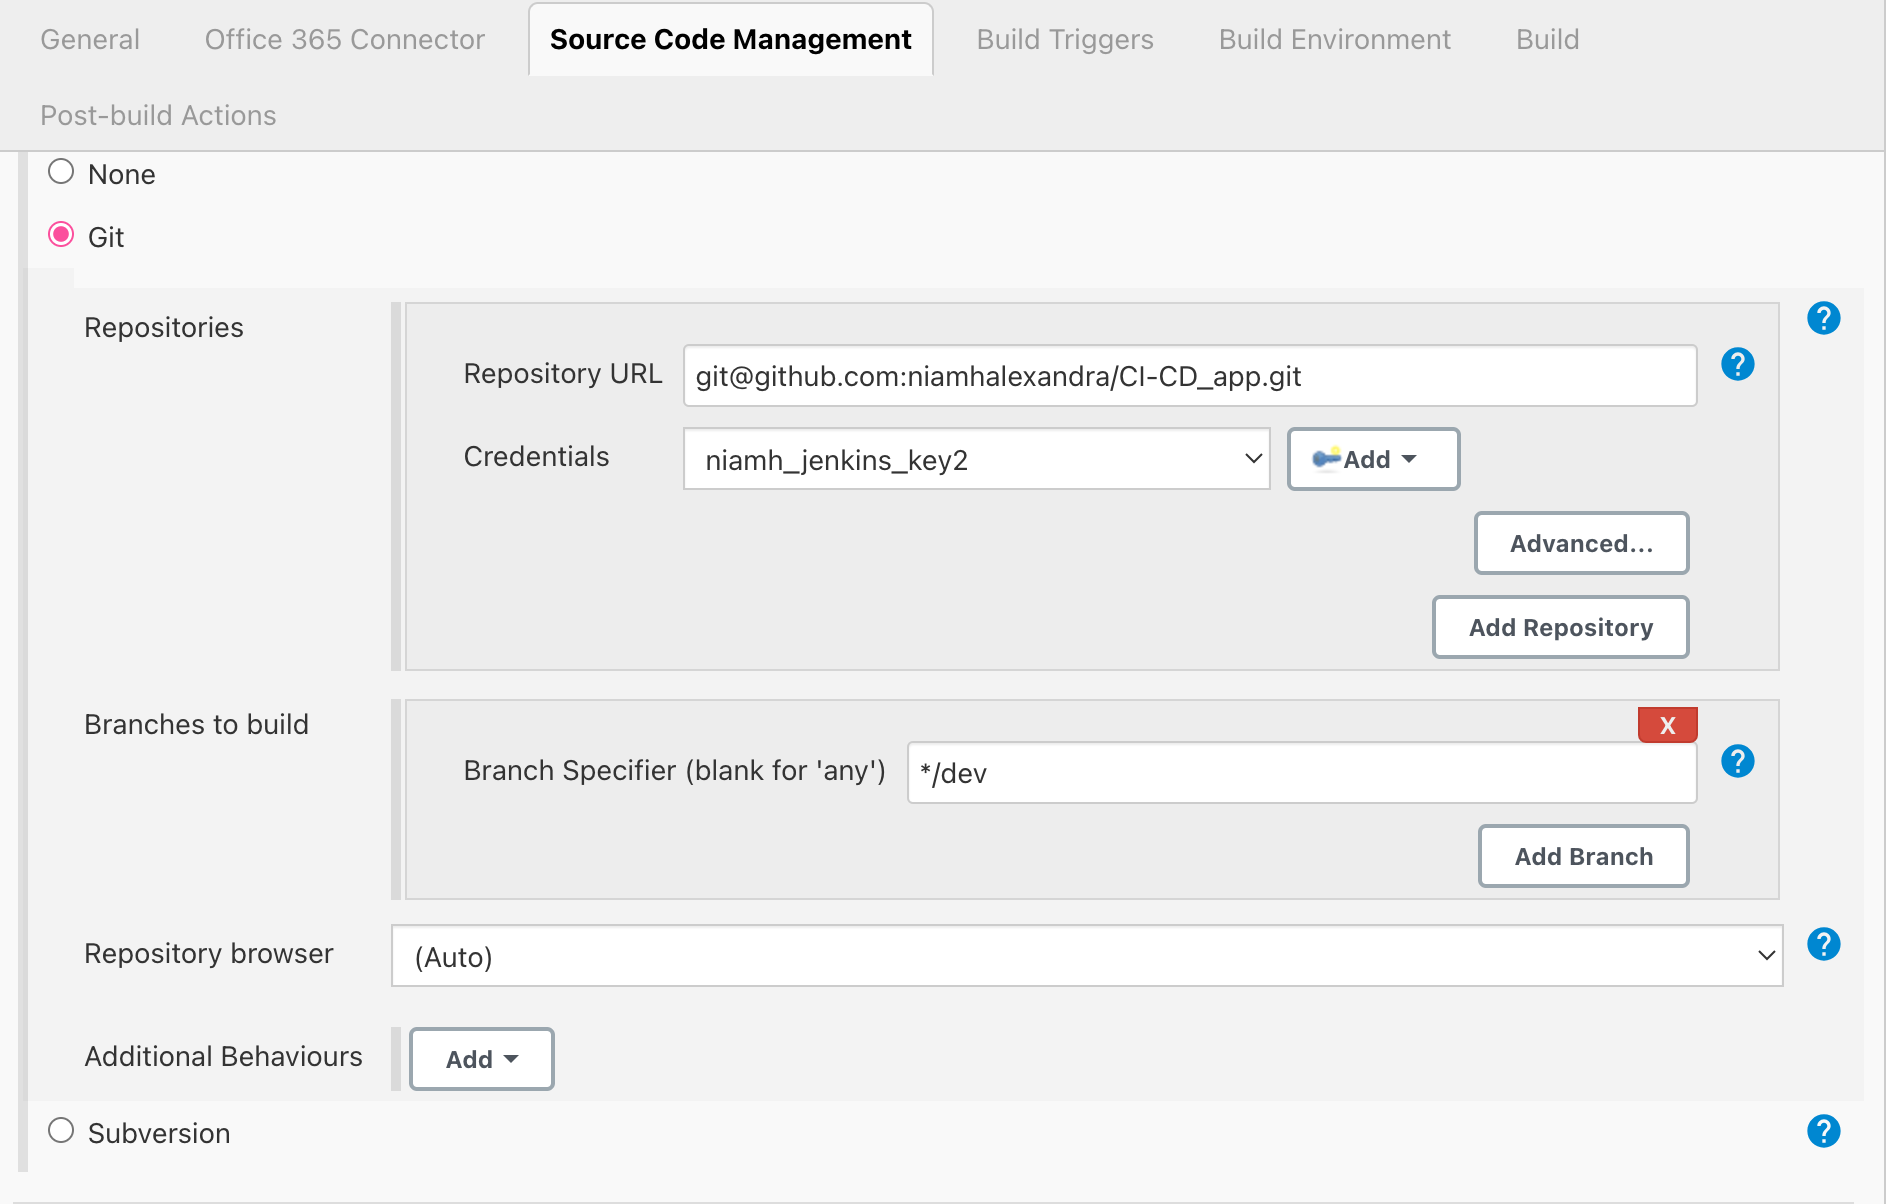 General Office 365 Connector Source Code Management Build Triggers Build Environment Build
Post-build Actions
None
Git
Repositories
?
Repository URL git@github.com:niamhalexandra/CI-CD_app.git ?
Credentials niamh_jenkins_key2 Add
Advanced...
Add Repository
Branches to build
X
Branch Specifier (blank for 'any') */dev ?
Add Branch
Repository browser (Auto) ?
Additional Behaviours Add
Subversion ?